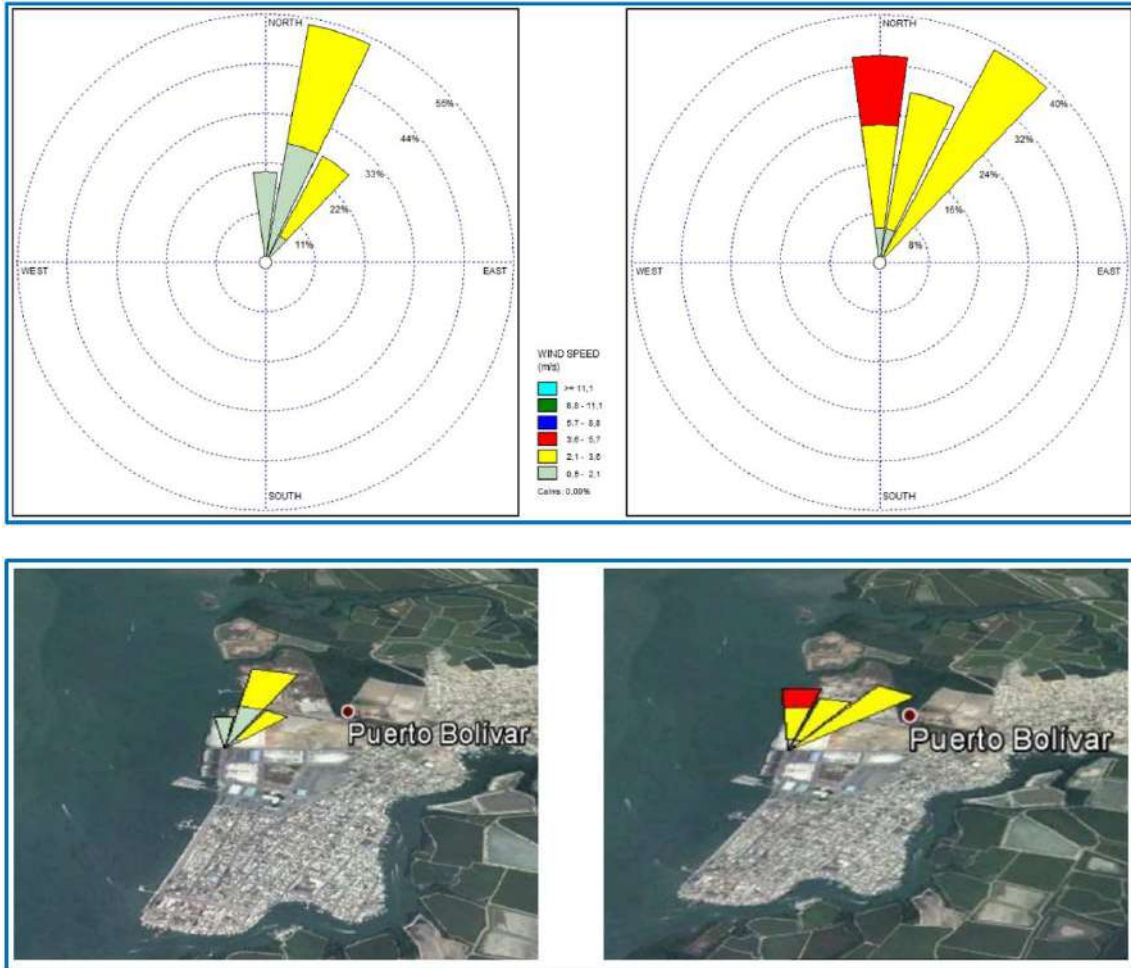 NORTH
55%
44%
33%
22%
11%
WEST
EAST
SOUTH
WIND SPEED
(m/s)
>= 11,1
8,8 - 11,1
5,7 - 8,8
3,6 - 5,7
2,1 - 3,6
0,5 - 2,1
Calms: 0,00%
NORTH
40%
32%
24%
16%
8%
WEST
EAST
SOUTH
Puerto Bolívar
Puerto Bolívar